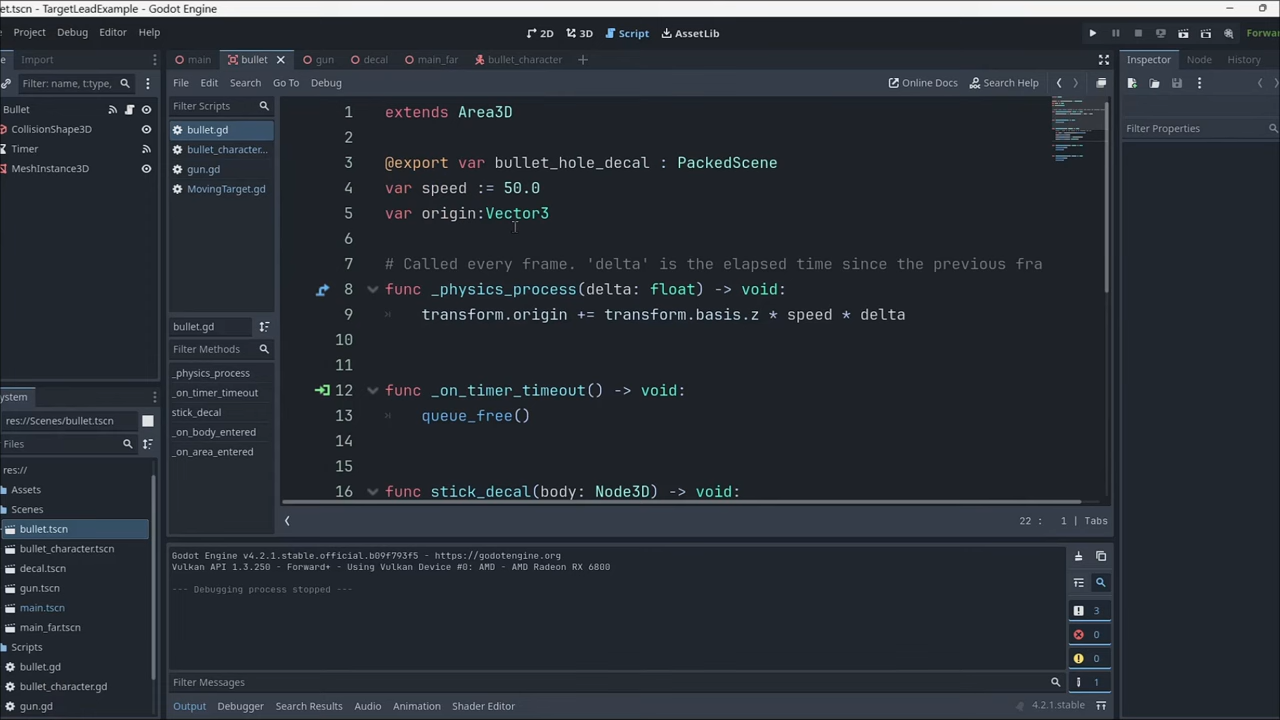 et.tscn - TargetLeadExample - Godot Engine
Project Debug Editor Help
2D 3D Script AssetLib
Forwar
Import
main bullet gun decal main_far bullet_character
Inspector Node History
Filter: name, t:type,
File Edit Search Go To Debug
Online Docs Search Help
Filter Scripts
Filter Properties
Bullet
CollisionShape3D
Timer
MeshInstance3D
bullet.gd
bullet_character...
gun.gd
MovingTarget.gd
bullet.gd
Filter Methods
_physics_process
_on_timer_timeout
stick_decal
_on_body_entered
_on_area_entered
1 extends Area3D
2
3 @export var bullet_hole_decal : PackedScene
4 var speed := 50.0
5 var origin:Vector3
6
7 # Called every frame. 'delta' is the elapsed time since the previous fra
8 func _physics_process(delta: float) -> void:
9 transform.origin += transform.basis.z * speed * delta
10
11
12 func _on_timer_timeout() -> void:
13 queue_free()
14
15
16 func stick_decal(body: Node3D) -> void:
22 : 1 | Tabs
ystem
res://Scenes/bullet.tscn
Files
res://
Assets
Scenes
bullet.tscn
bullet_character.tscn
decal.tscn
gun.tscn
main.tscn
main_far.tscn
Scripts
bullet.gd
bullet_character.gd
gun.gd
Godot Engine v4.2.1.stable.official.b09f793f5 - https://godotengine.org
Vulkan API 1.3.250 - Forward+ - Using Vulkan Device #0: AMD - AMD Radeon RX 6800
--- Debugging process stopped ---
3
0
0
1
Filter Messages
Output Debugger Search Results Audio Animation Shader Editor
4.2.1.stable